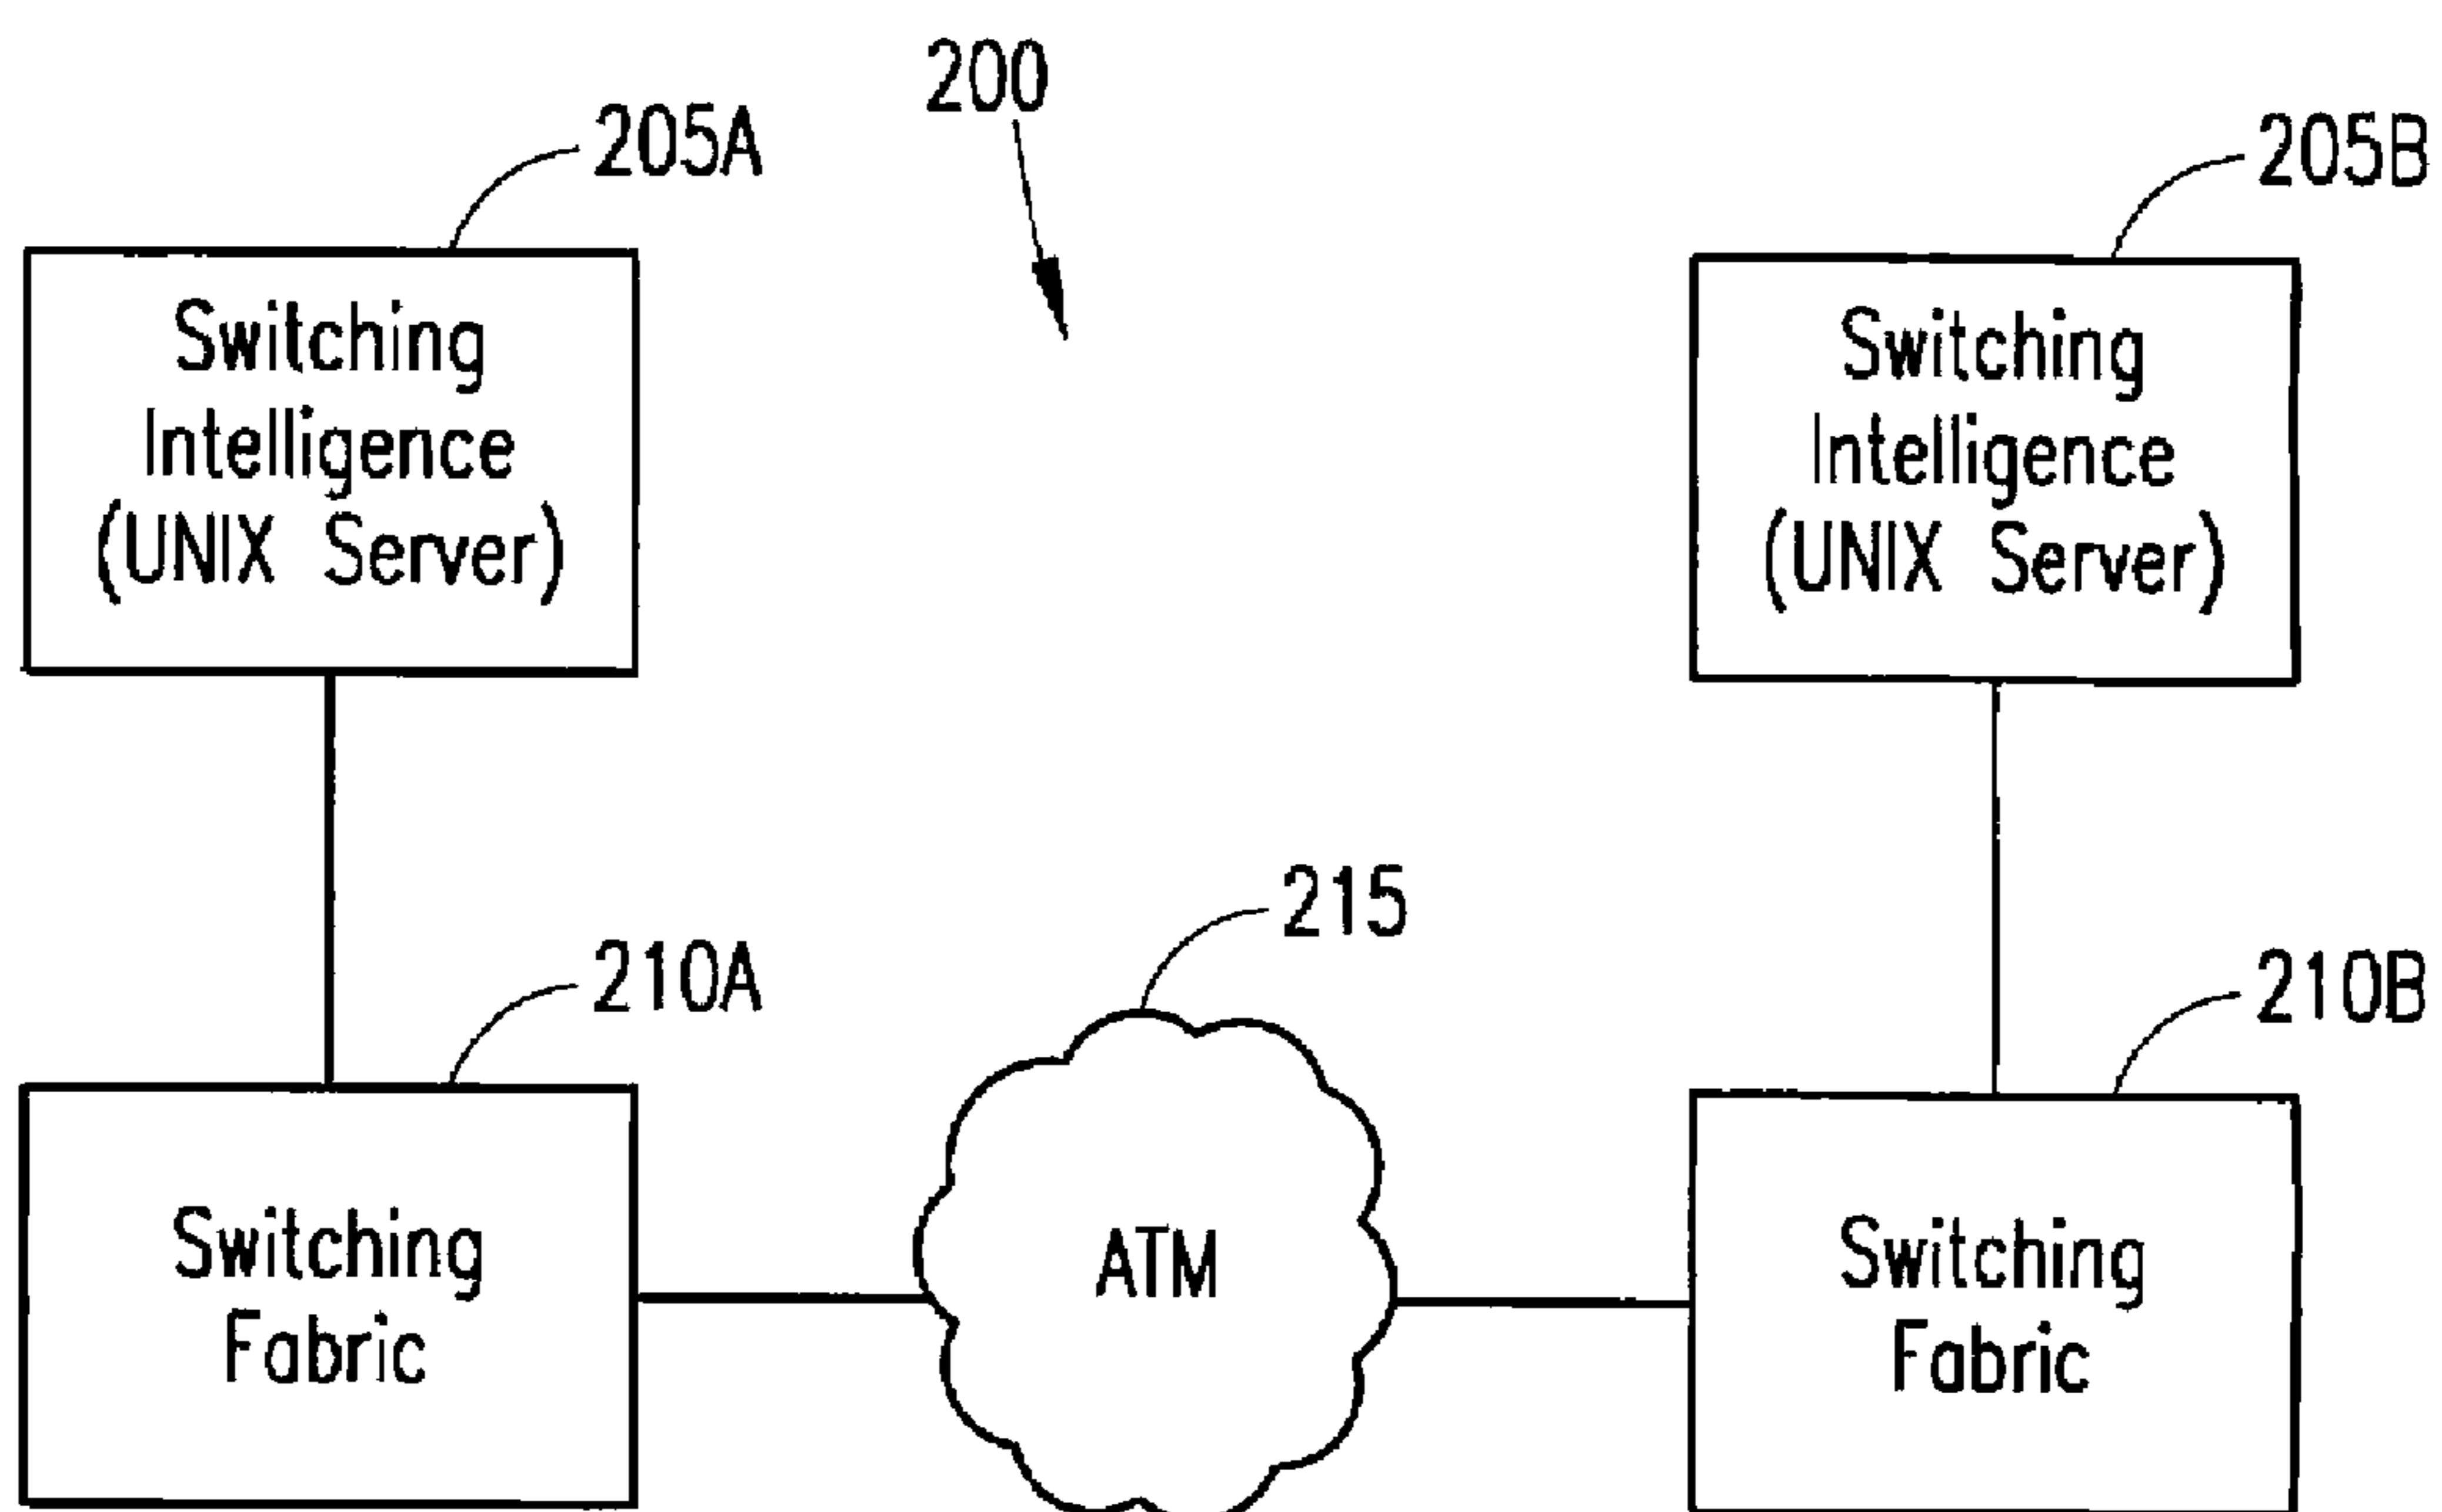 200
205A
205B
Switching
Intelligence
(UNIX Server)
Switching
Intelligence
(UNIX Server)
215
210A
210B
Switching
Fabric
ATM
Switching
Fabric